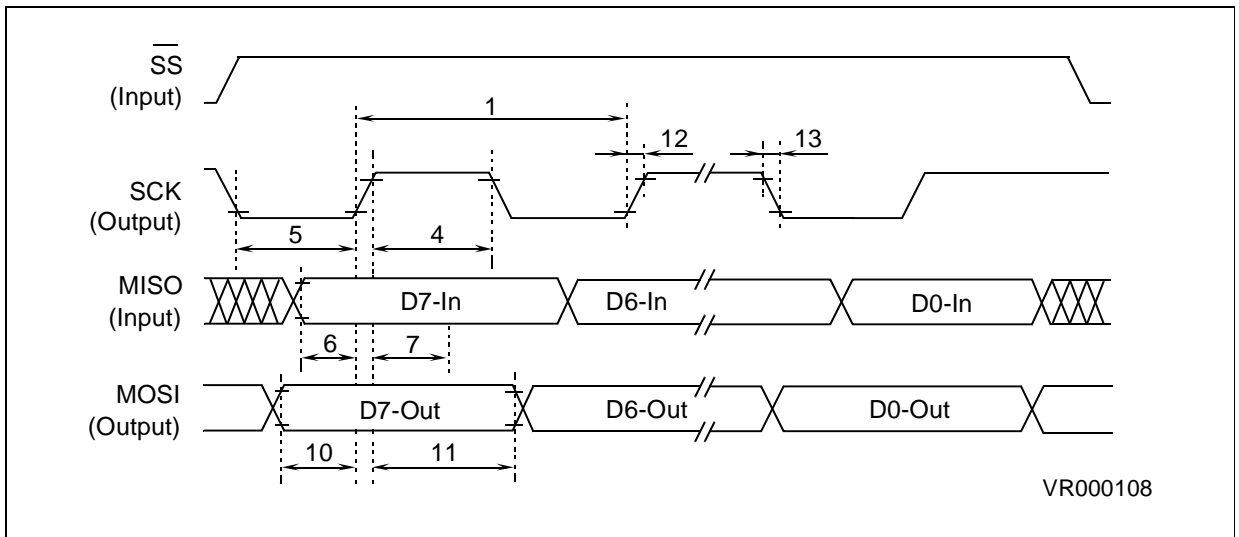 SS
(Input)
1
12
13
SCK
(Output)
5
4
MISO
(Input)
D7-In
D6-In
D0-In
6
7
MOSI
(Output)
D7-Out
D6-Out
D0-Out
10
11
VR000108